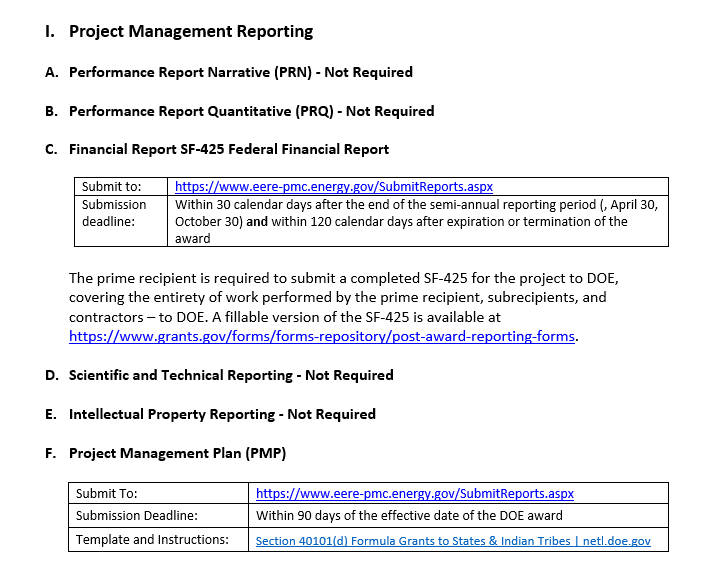 I. Project Management Reporting
A. Performance Report Narrative (PRN) - Not Required
B. Performance Report Quantitative (PRQ) - Not Required
C. Financial Report SF-425 Federal Financial Report
Submit to: https://www.eere-pmc.energy.gov/SubmitReports.aspx
Submission deadline: Within 30 calendar days after the end of the semi-annual reporting period (, April 30,
October 30) and within 120 calendar days after expiration or termination of the
award
The prime recipient is required to submit a completed SF-425 for the project to DOE,
covering the entirety of work performed by the prime recipient, subrecipients, and
contractors – to DOE. A fillable version of the SF-425 is available at
https://www.grants.gov/forms/forms-repository/post-award-reporting-forms.
D. Scientific and Technical Reporting - Not Required
E. Intellectual Property Reporting - Not Required
F. Project Management Plan (PMP)
Submit To: https://www.eere-pmc.energy.gov/SubmitReports.aspx
Submission Deadline: Within 90 days of the effective date of the DOE award
Template and Instructions: Section 40101(d) Formula Grants to States & Indian Tribes | netl.doe.gov